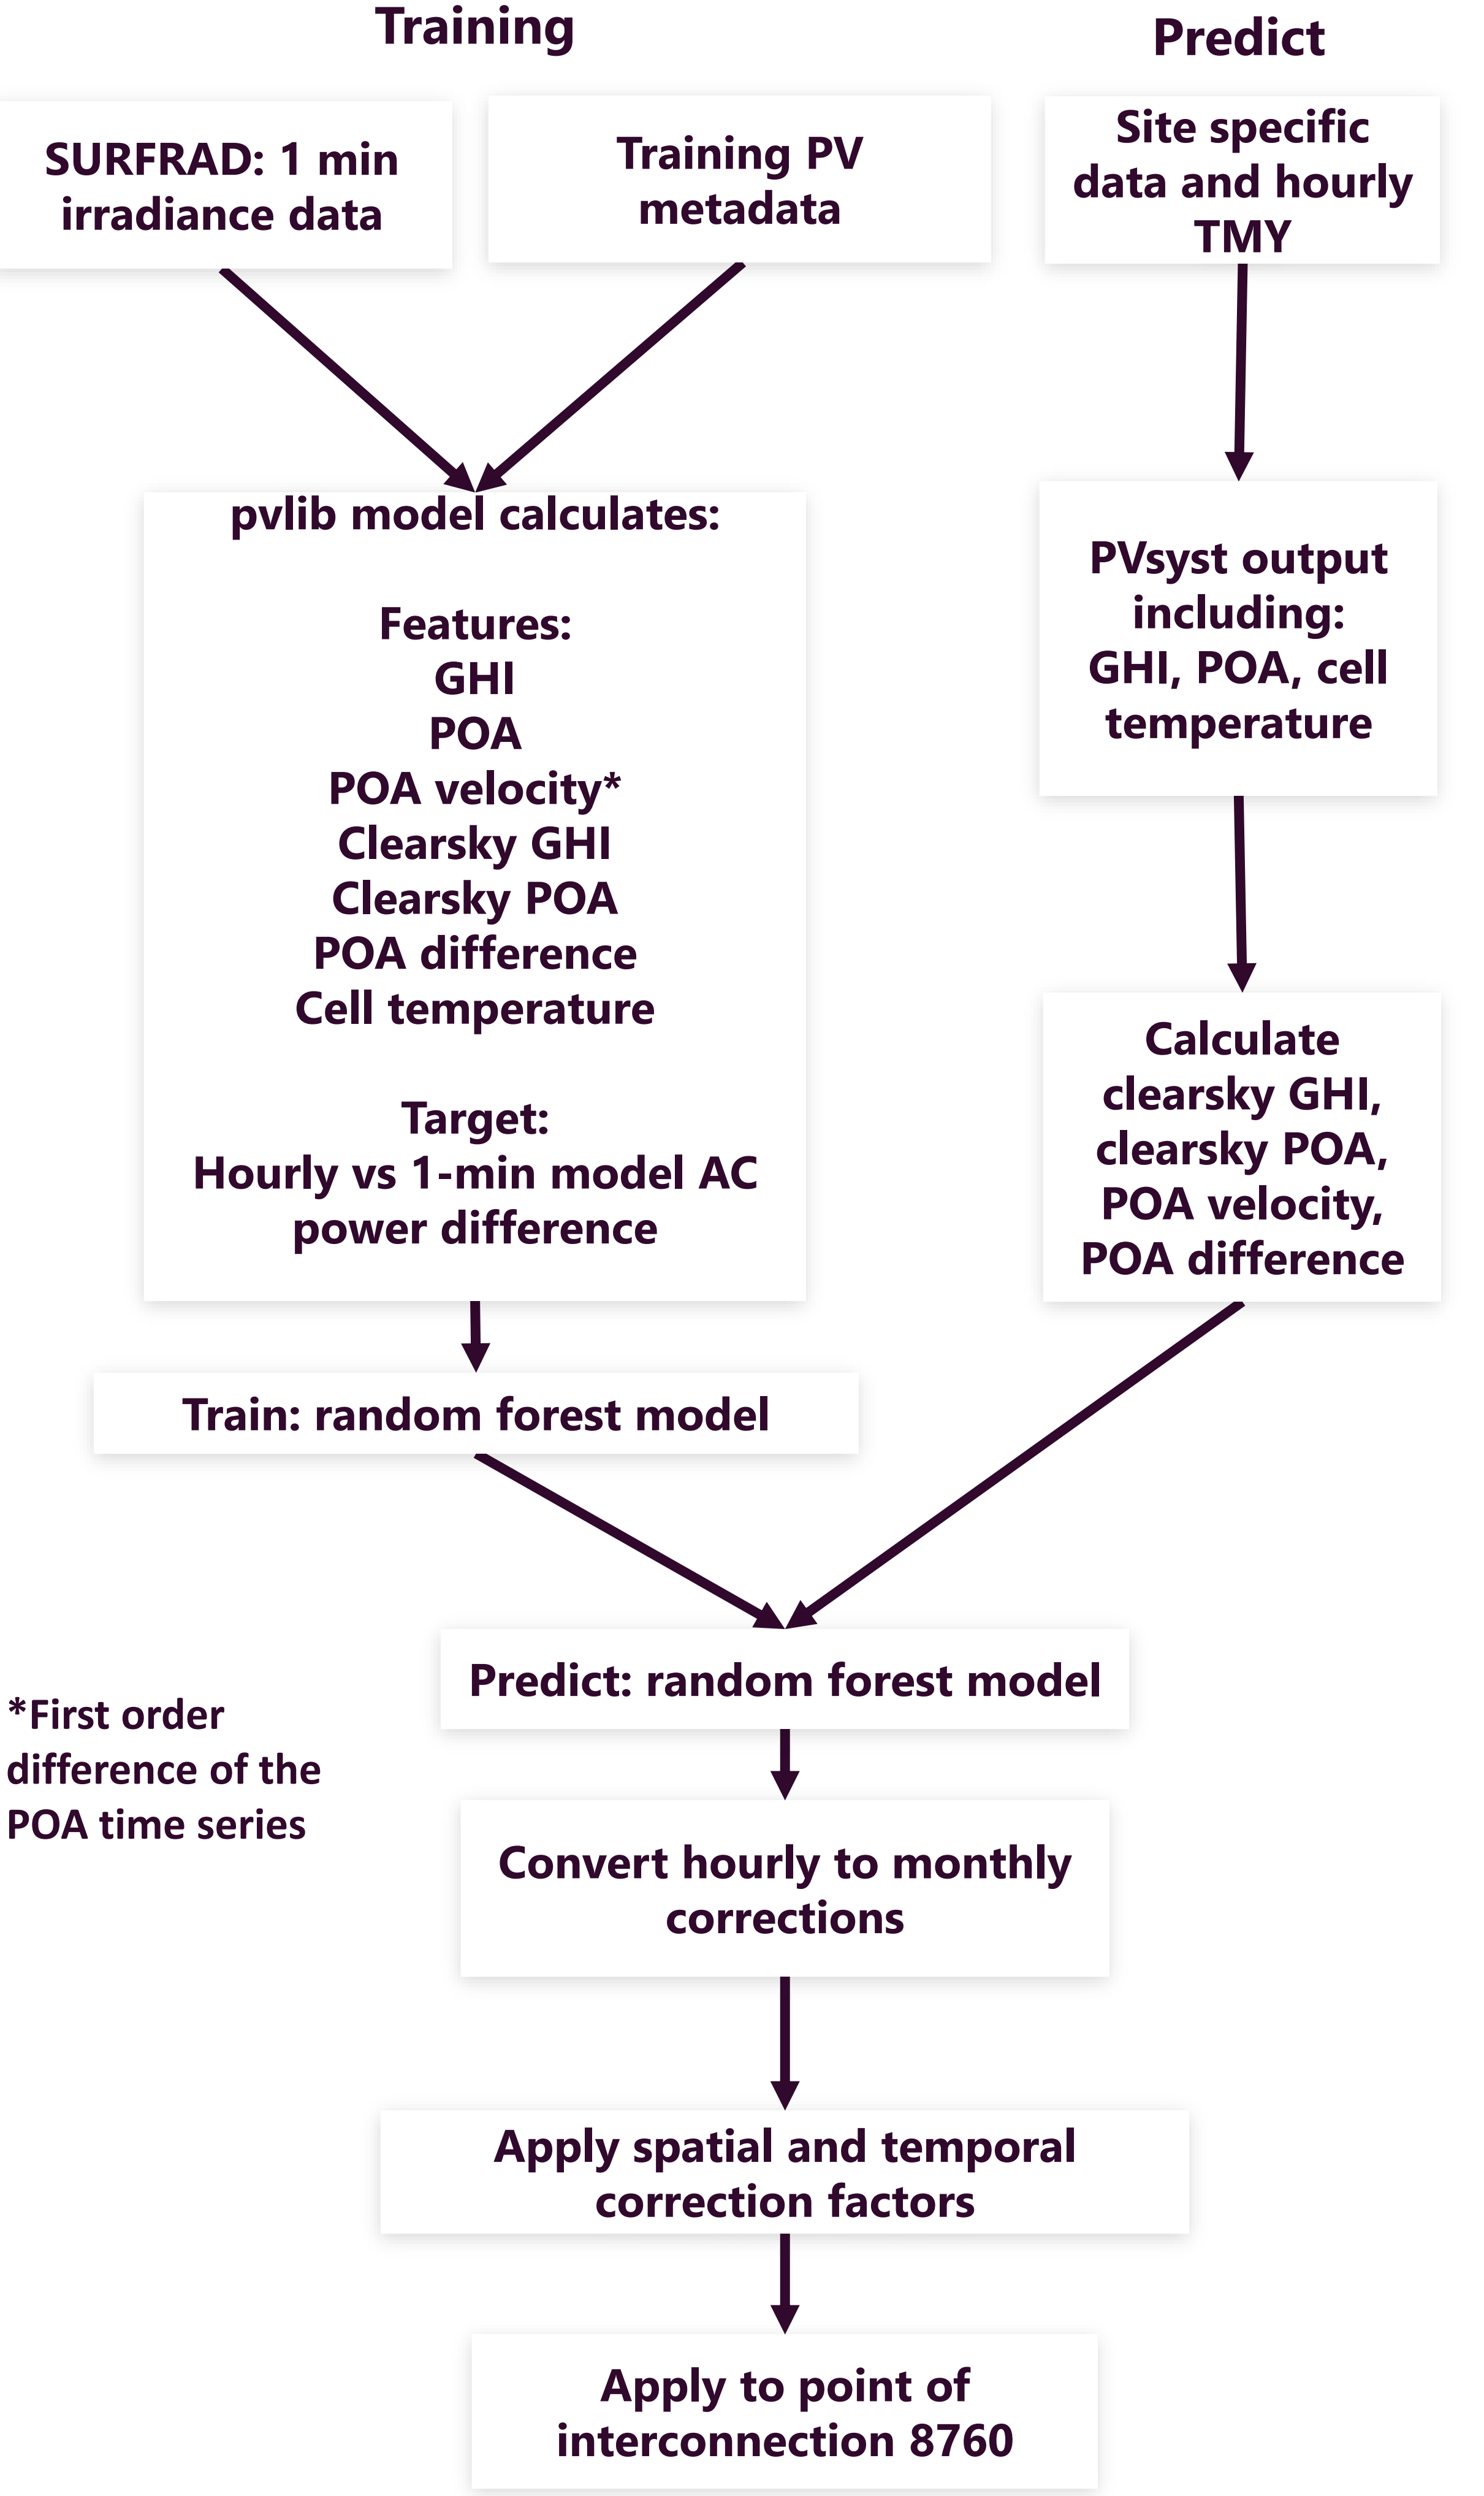 Training
SURFRAD: 1 min
irradiance data
Training PV
metadata
pvlib model calculates:
Features:
GHI
POA
POA velocity*
Clearsky GHI
Clearsky POA
POA difference
Cell temperature
Target:
Hourly vs 1-min model AC
power difference
Train: random forest model
Predict
Site specific
data and hourly
TMY
PVsyst output
including:
GHI, POA, cell
temperature
Calculate
clearsky GHI,
clearsky POA,
POA velocity,
POA difference
Predict: random forest model
*First order
difference of the
POA time series
Convert hourly to monthly
corrections
Apply spatial and temporal
correction factors
Apply to point of
interconnection 8760